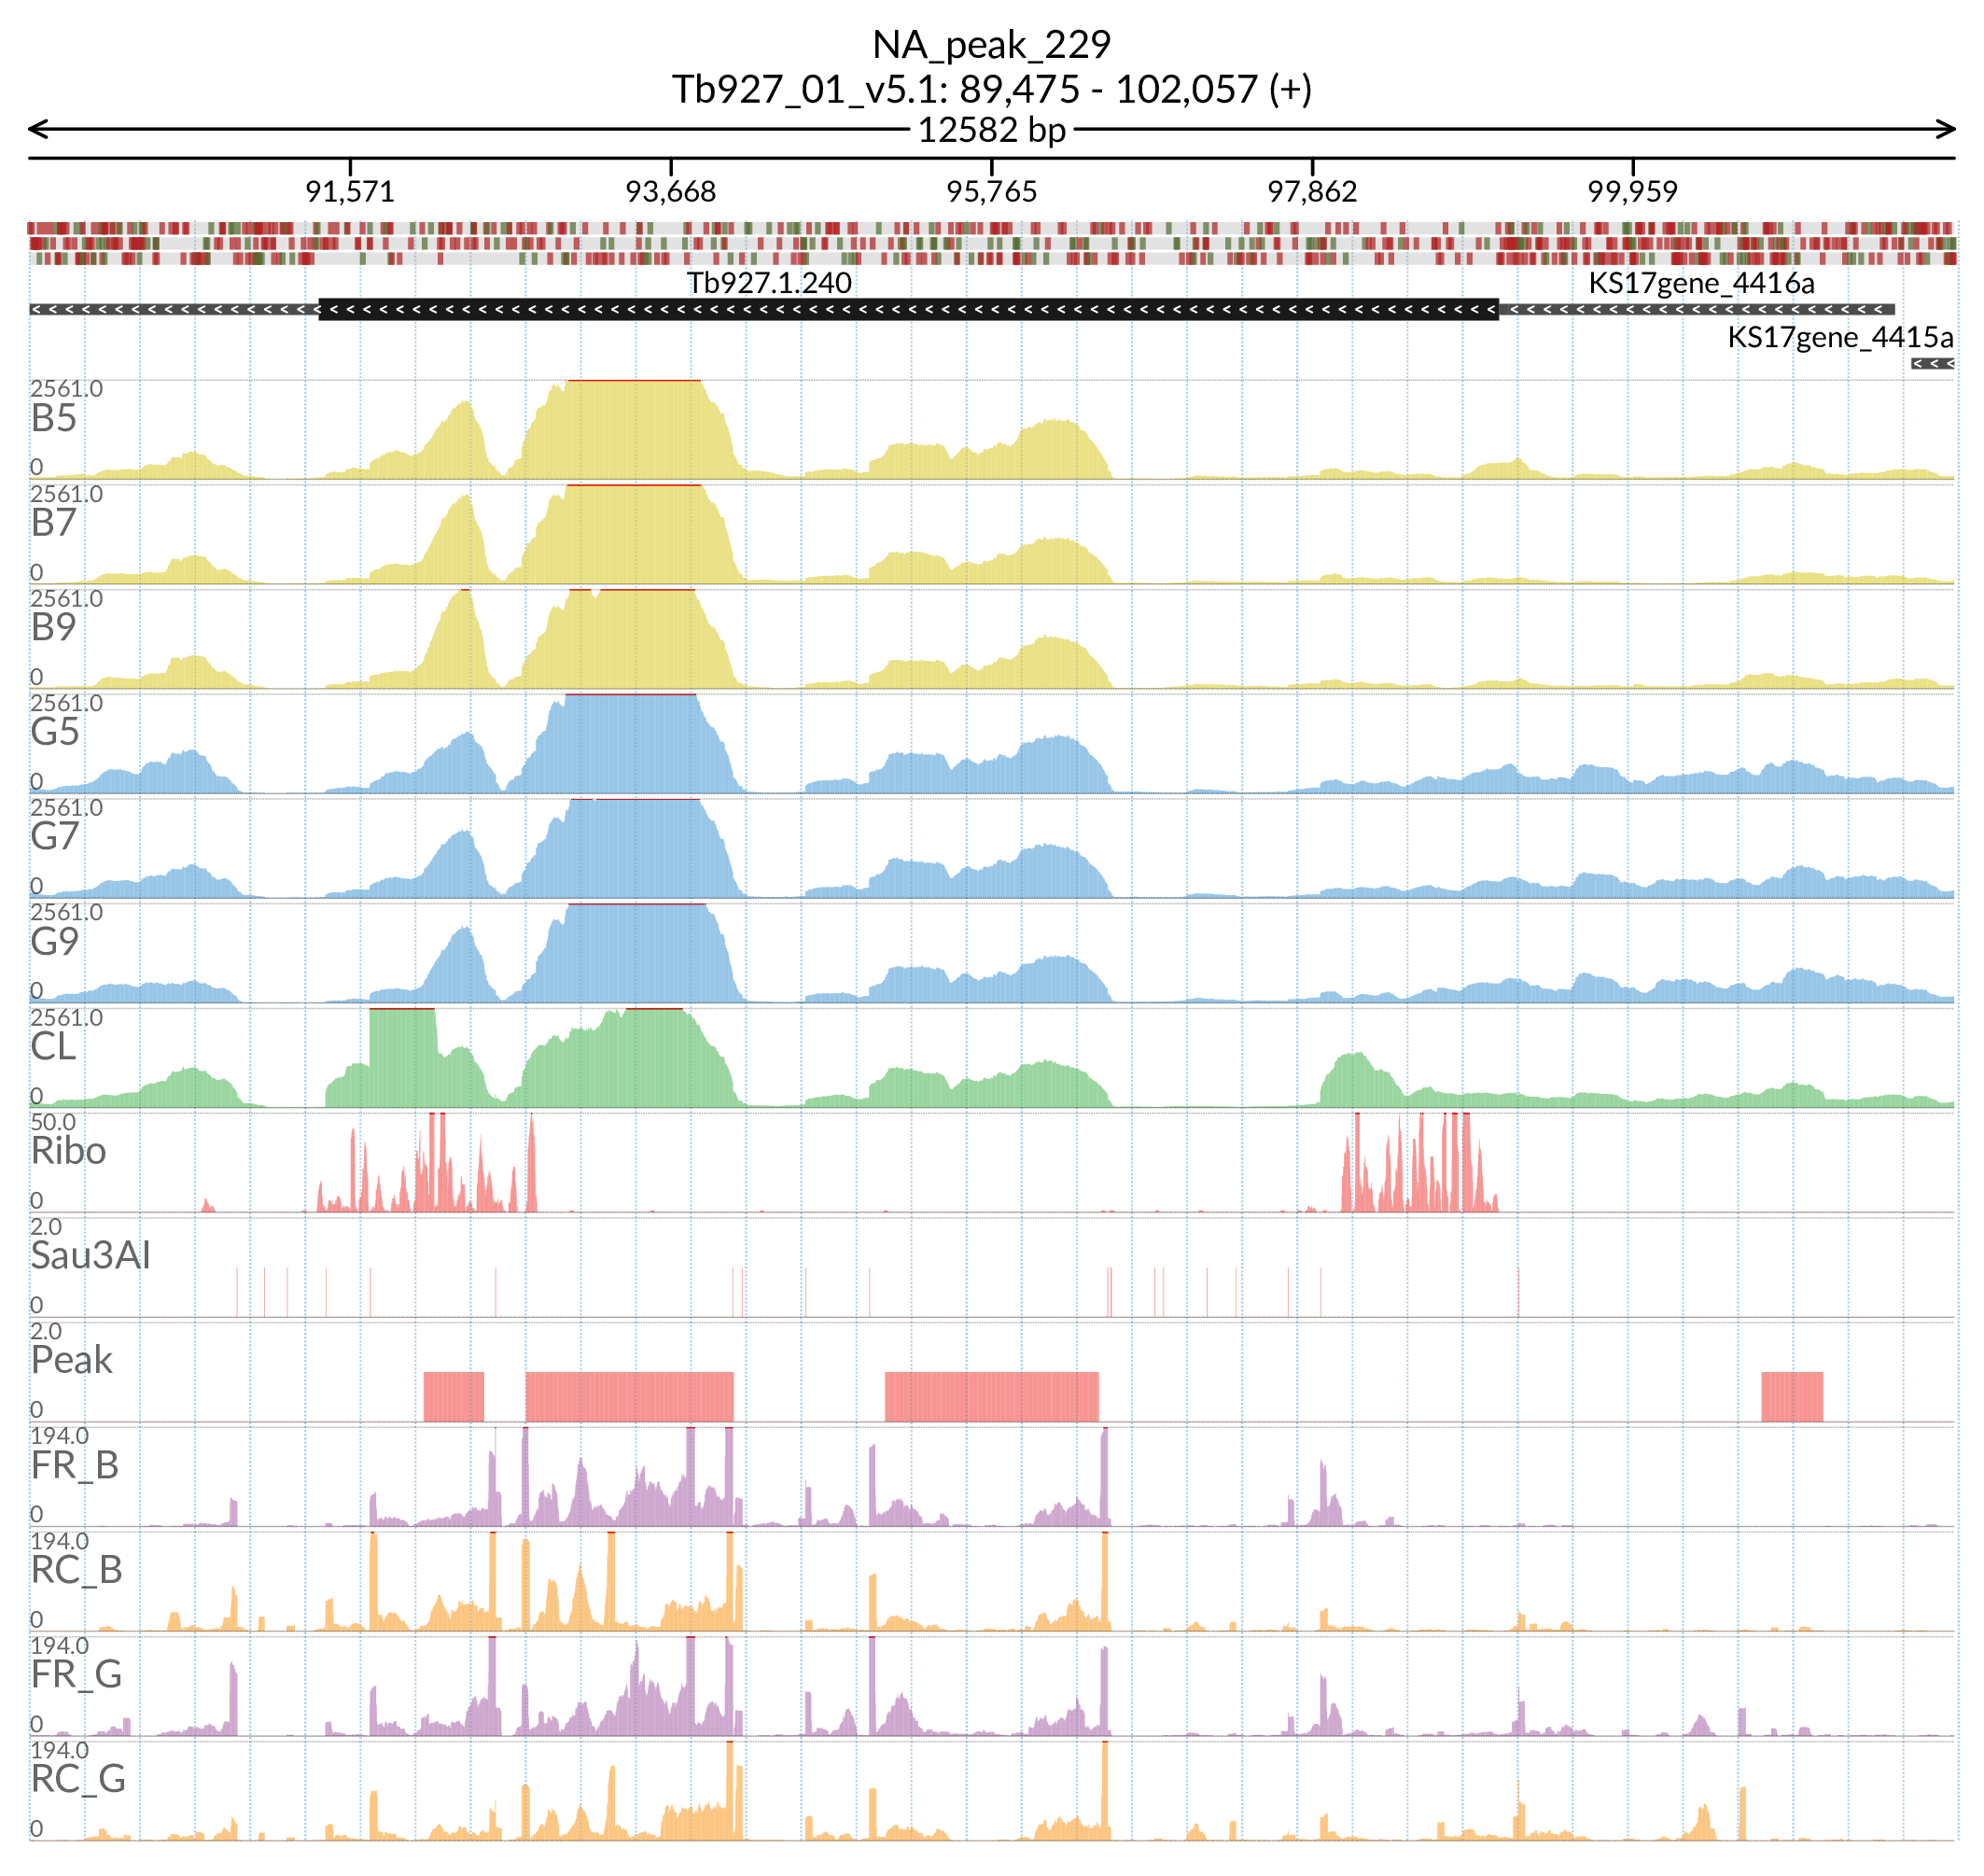 NA_peak_229
Tb927_01_v5.1: 89,475 - 102,057 (+)
12582 bp
91,571 93,668 95,765 97,862 99,959
Tb927.1.240 KS17gene_4416a
KS17gene_4415a
2561.0
B5
0
2561.0
B7
0
2561.0
B9
0
2561.0
G5
0
2561.0
G7
0
2561.0
G9
0
2561.0
CL
0
50.0
Ribo
0
2.0
Sau3AI
0
2.0
Peak
0
194.0
FR_B
0
194.0
RC_B
0
194.0
FR_G
0
194.0
RC_G
0